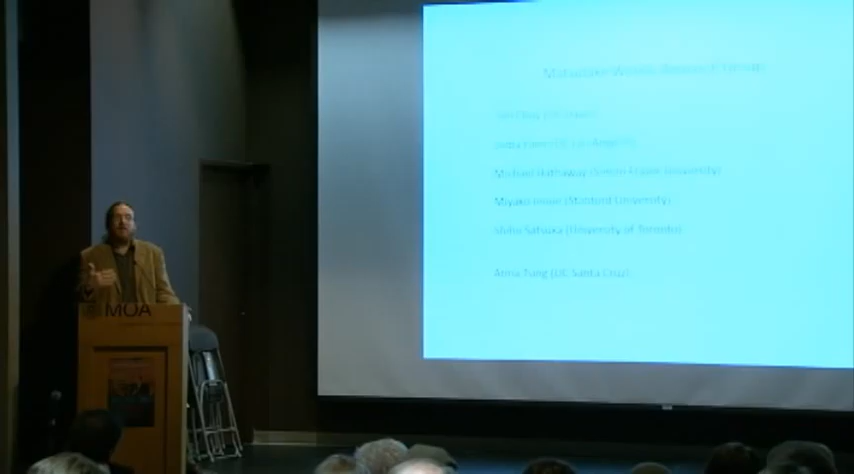 Matsutake Worlds Research Group
Michael Hathaway (Simon Fraser University)
Miyako Inoue (Stanford University)
Shiho Satsuka (University of Toronto)
Anna Tsing (UC Santa Cruz)
MOA